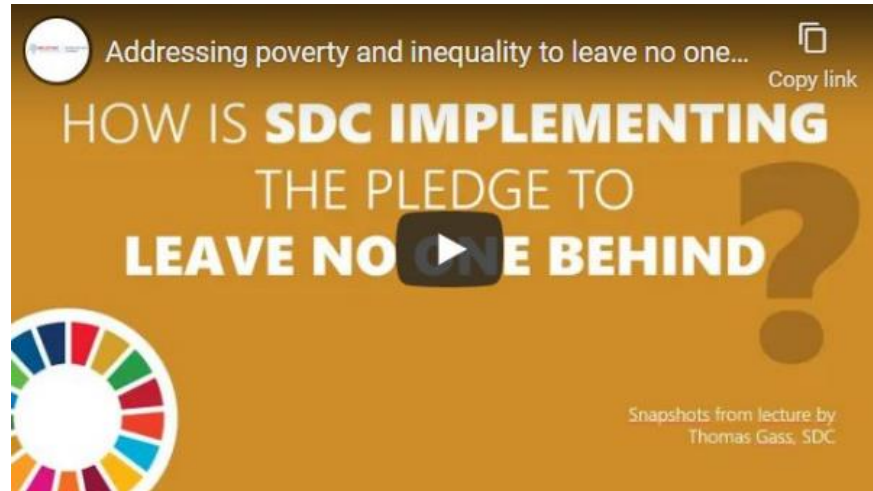 Addressing poverty and inequality to leave no one...
Copy link
HOW IS SDC IMPLEMENTING
THE PLEDGE TO
LEAVE NO ONE BEHIND
?
Snapshots from lecture by
Thomas Gass, SDC